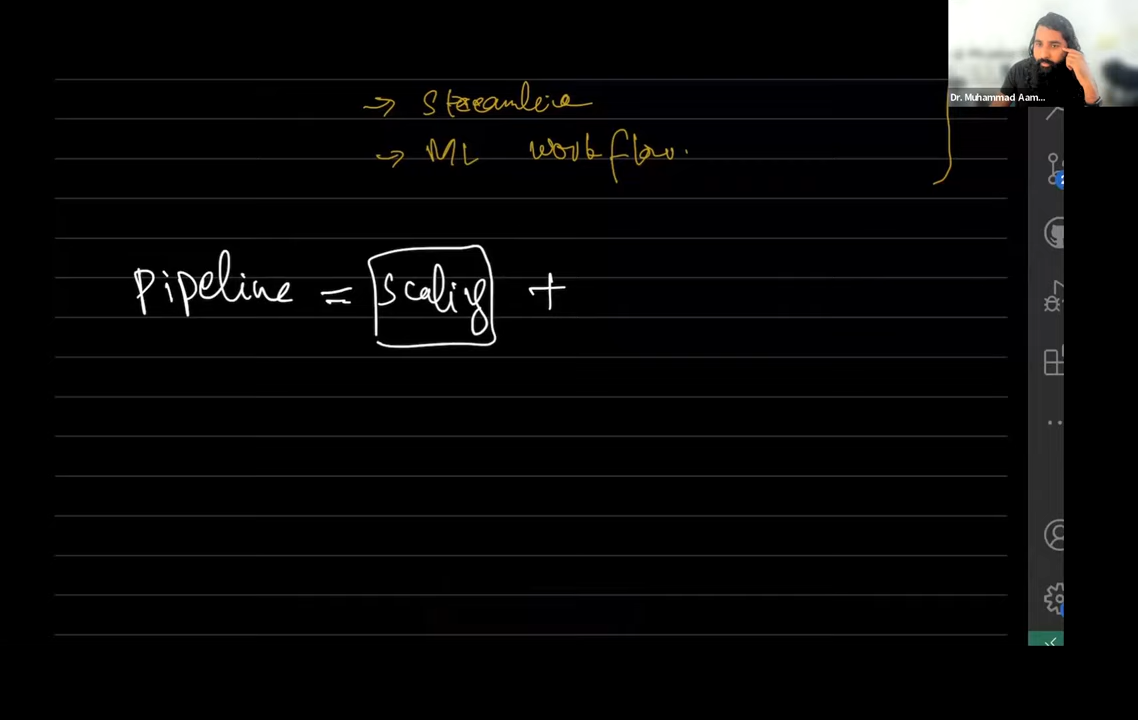 → Streamline
→ ML workflow.
Pipeline = Scaling +
Dr. Muhammad Aam...